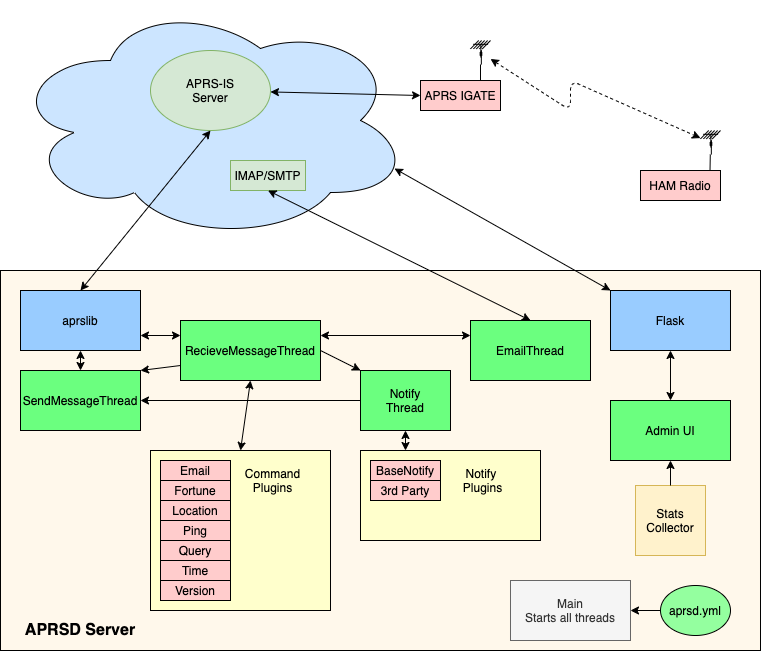 APRS-IS
Server
APRS IGATE
IMAP/SMTP
HAM Radio
aprslib
RecieveMessageThread
EmailThread
Flask
SendMessageThread
Notify
Thread
Admin UI
Email
Fortune
Location
Ping
Query
Time
Version
Command
Plugins
BaseNotify
3rd Party
Notify
Plugins
Stats
Collector
Main
Starts all threads
aprsd.yml
APRSD Server